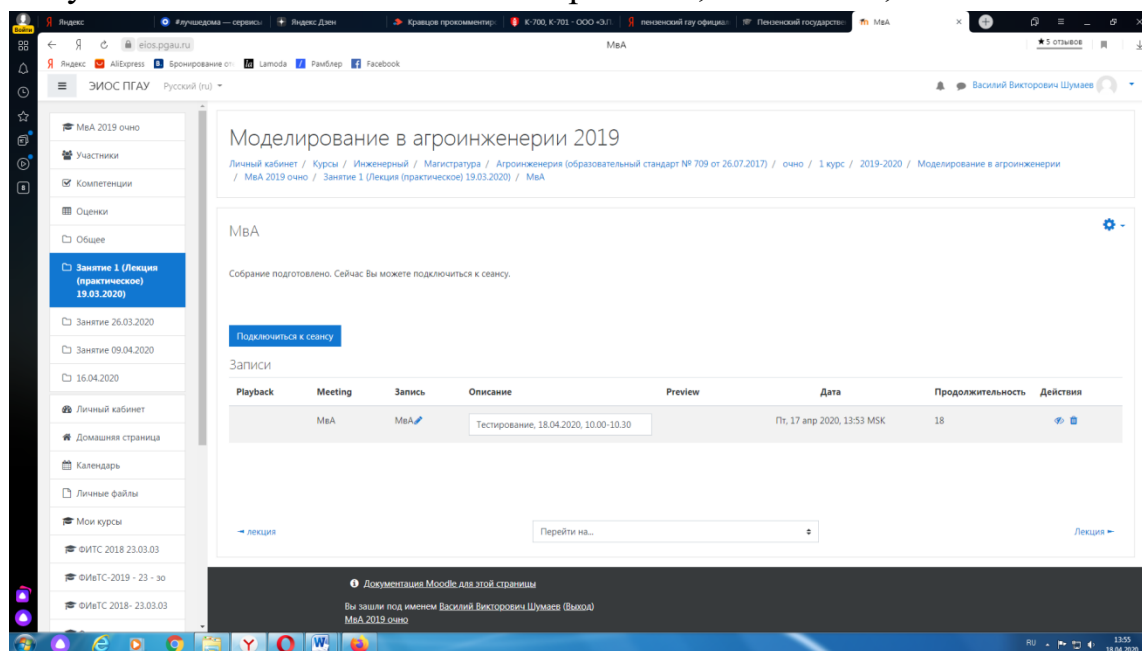 Войти
Яндекс
#лучшедома — сервисы
Яндекс.Дзен
Кравцов прокомментиро
К-700, К-701 - ООО «ЭЛ
пензенский гау официал
Пензенский государстве
МвА
eios.pgau.ru
МвА
★5 отзывов
Яндекс
AliExpress
Бронирование от
Lamoda
Рамблер
Facebook
ЭИОС ПГАУ
Русский (ru)
Василий Викторович Шумаев
МвА 2019 очно
Участники
Компетенции
Оценки
Общее
Занятие 1 (Лекция
(практическое)
19.03.2020)
Занятие 26.03.2020
Занятие 09.04.2020
16.04.2020
Личный кабинет
Домашняя страница
Календарь
Личные файлы
Мои курсы
ФИТС 2018 23.03.03
ФИвТС-2019 - 23 - зо
ФИвТС 2018- 23.03.03
Моделирование в агроинженерии 2019
Личный кабинет / Курсы / Инженерный / Магистратура / Агроинженерия (образовательный стандарт № 709 от 26.07.2017) / очно / 1 курс / 2019-2020 / Моделирование в агроинженерии
/ МвА 2019 очно / Занятие 1 (Лекция (практическое) 19.03.2020) / МвА
МвА
Собрание подготовлено. Сейчас Вы можете подключиться к сеансу.
Подключиться к сеансу
Записи
Playback Meeting Запись Описание Preview Дата Продолжительность Действия
МвА МвА Тестирование, 18.04.2020, 10.00-10.30 Пт, 17 апр 2020, 13:53 MSK 18
◄ лекция
Перейти на...
Лекция ►
Документация Moodle для этой страницы
Вы зашли под именем Василий Викторович Шумаев (Выход)
МвА 2019 очно
RU
13:55
18.04.2020